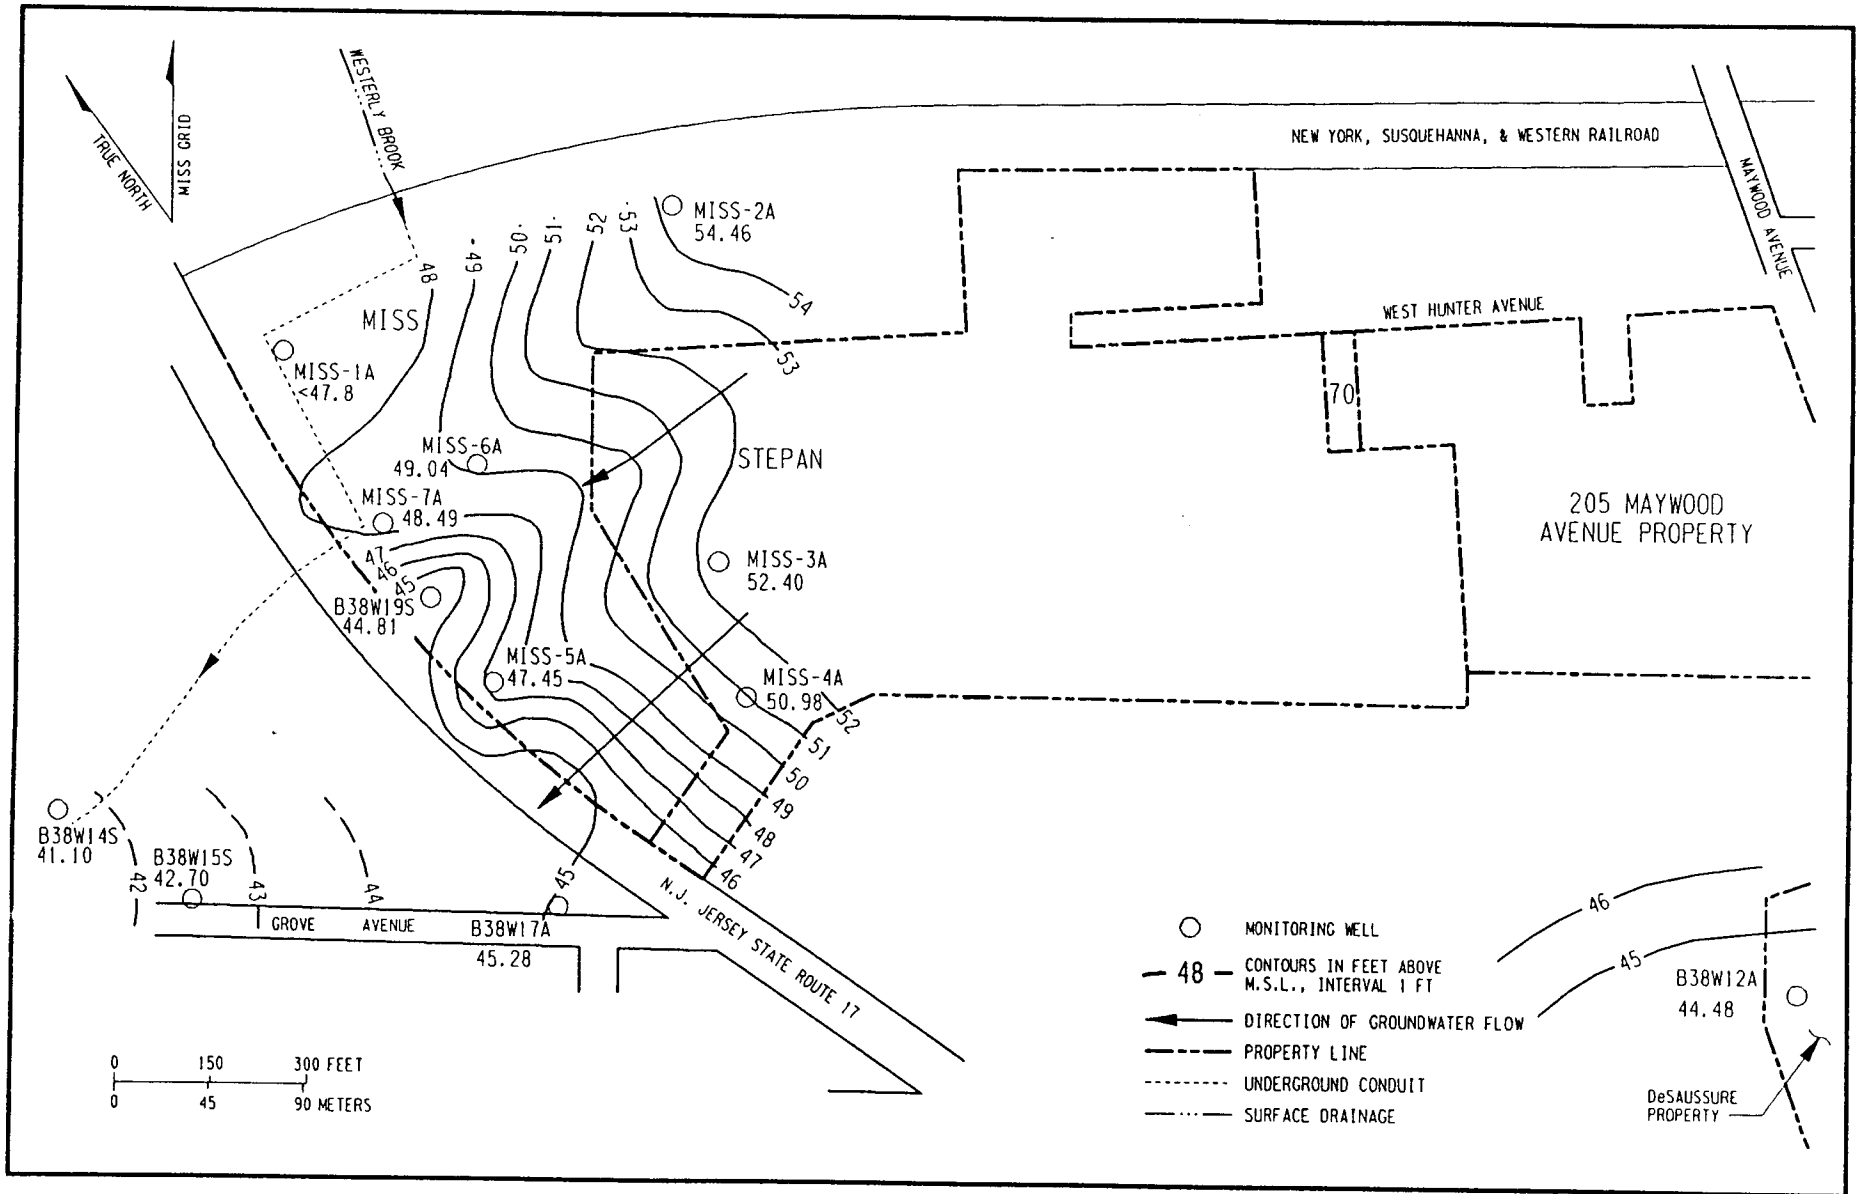 TRUE NORTH
MISS GRID
WESTERLY BROOK
NEW YORK, SUSQUEHANNA, & WESTERN RAILROAD
MAYWOOD AVENUE
WEST HUNTER AVENUE
48
49
50
51
52
53
MISS-2A
54.46
54
53
MISS
MISS-1A
<47.8
MISS-6A
49.04
MISS-7A
48.49
STEPAN
70
205 MAYWOOD
AVENUE PROPERTY
MISS-3A
52.40
47
46
45
B38W19S
44.81
MISS-5A
47.45
MISS-4A
50.98
52
51
50
49
48
47
46
45
B38W14S
41.10
B38W15S
42.70
42
43
44
GROVE AVENUE
B38W17A
45.28
N.J. JERSEY STATE ROUTE 17
46
45
B38W12A
44.48
DeSAUSSURE
PROPERTY
MONITORING WELL
48
CONTOURS IN FEET ABOVE
M.S.L., INTERVAL 1 FT
DIRECTION OF GROUNDWATER FLOW
PROPERTY LINE
UNDERGROUND CONDUIT
SURFACE DRAINAGE
0 150 300 FEET
0 45 90 METERS